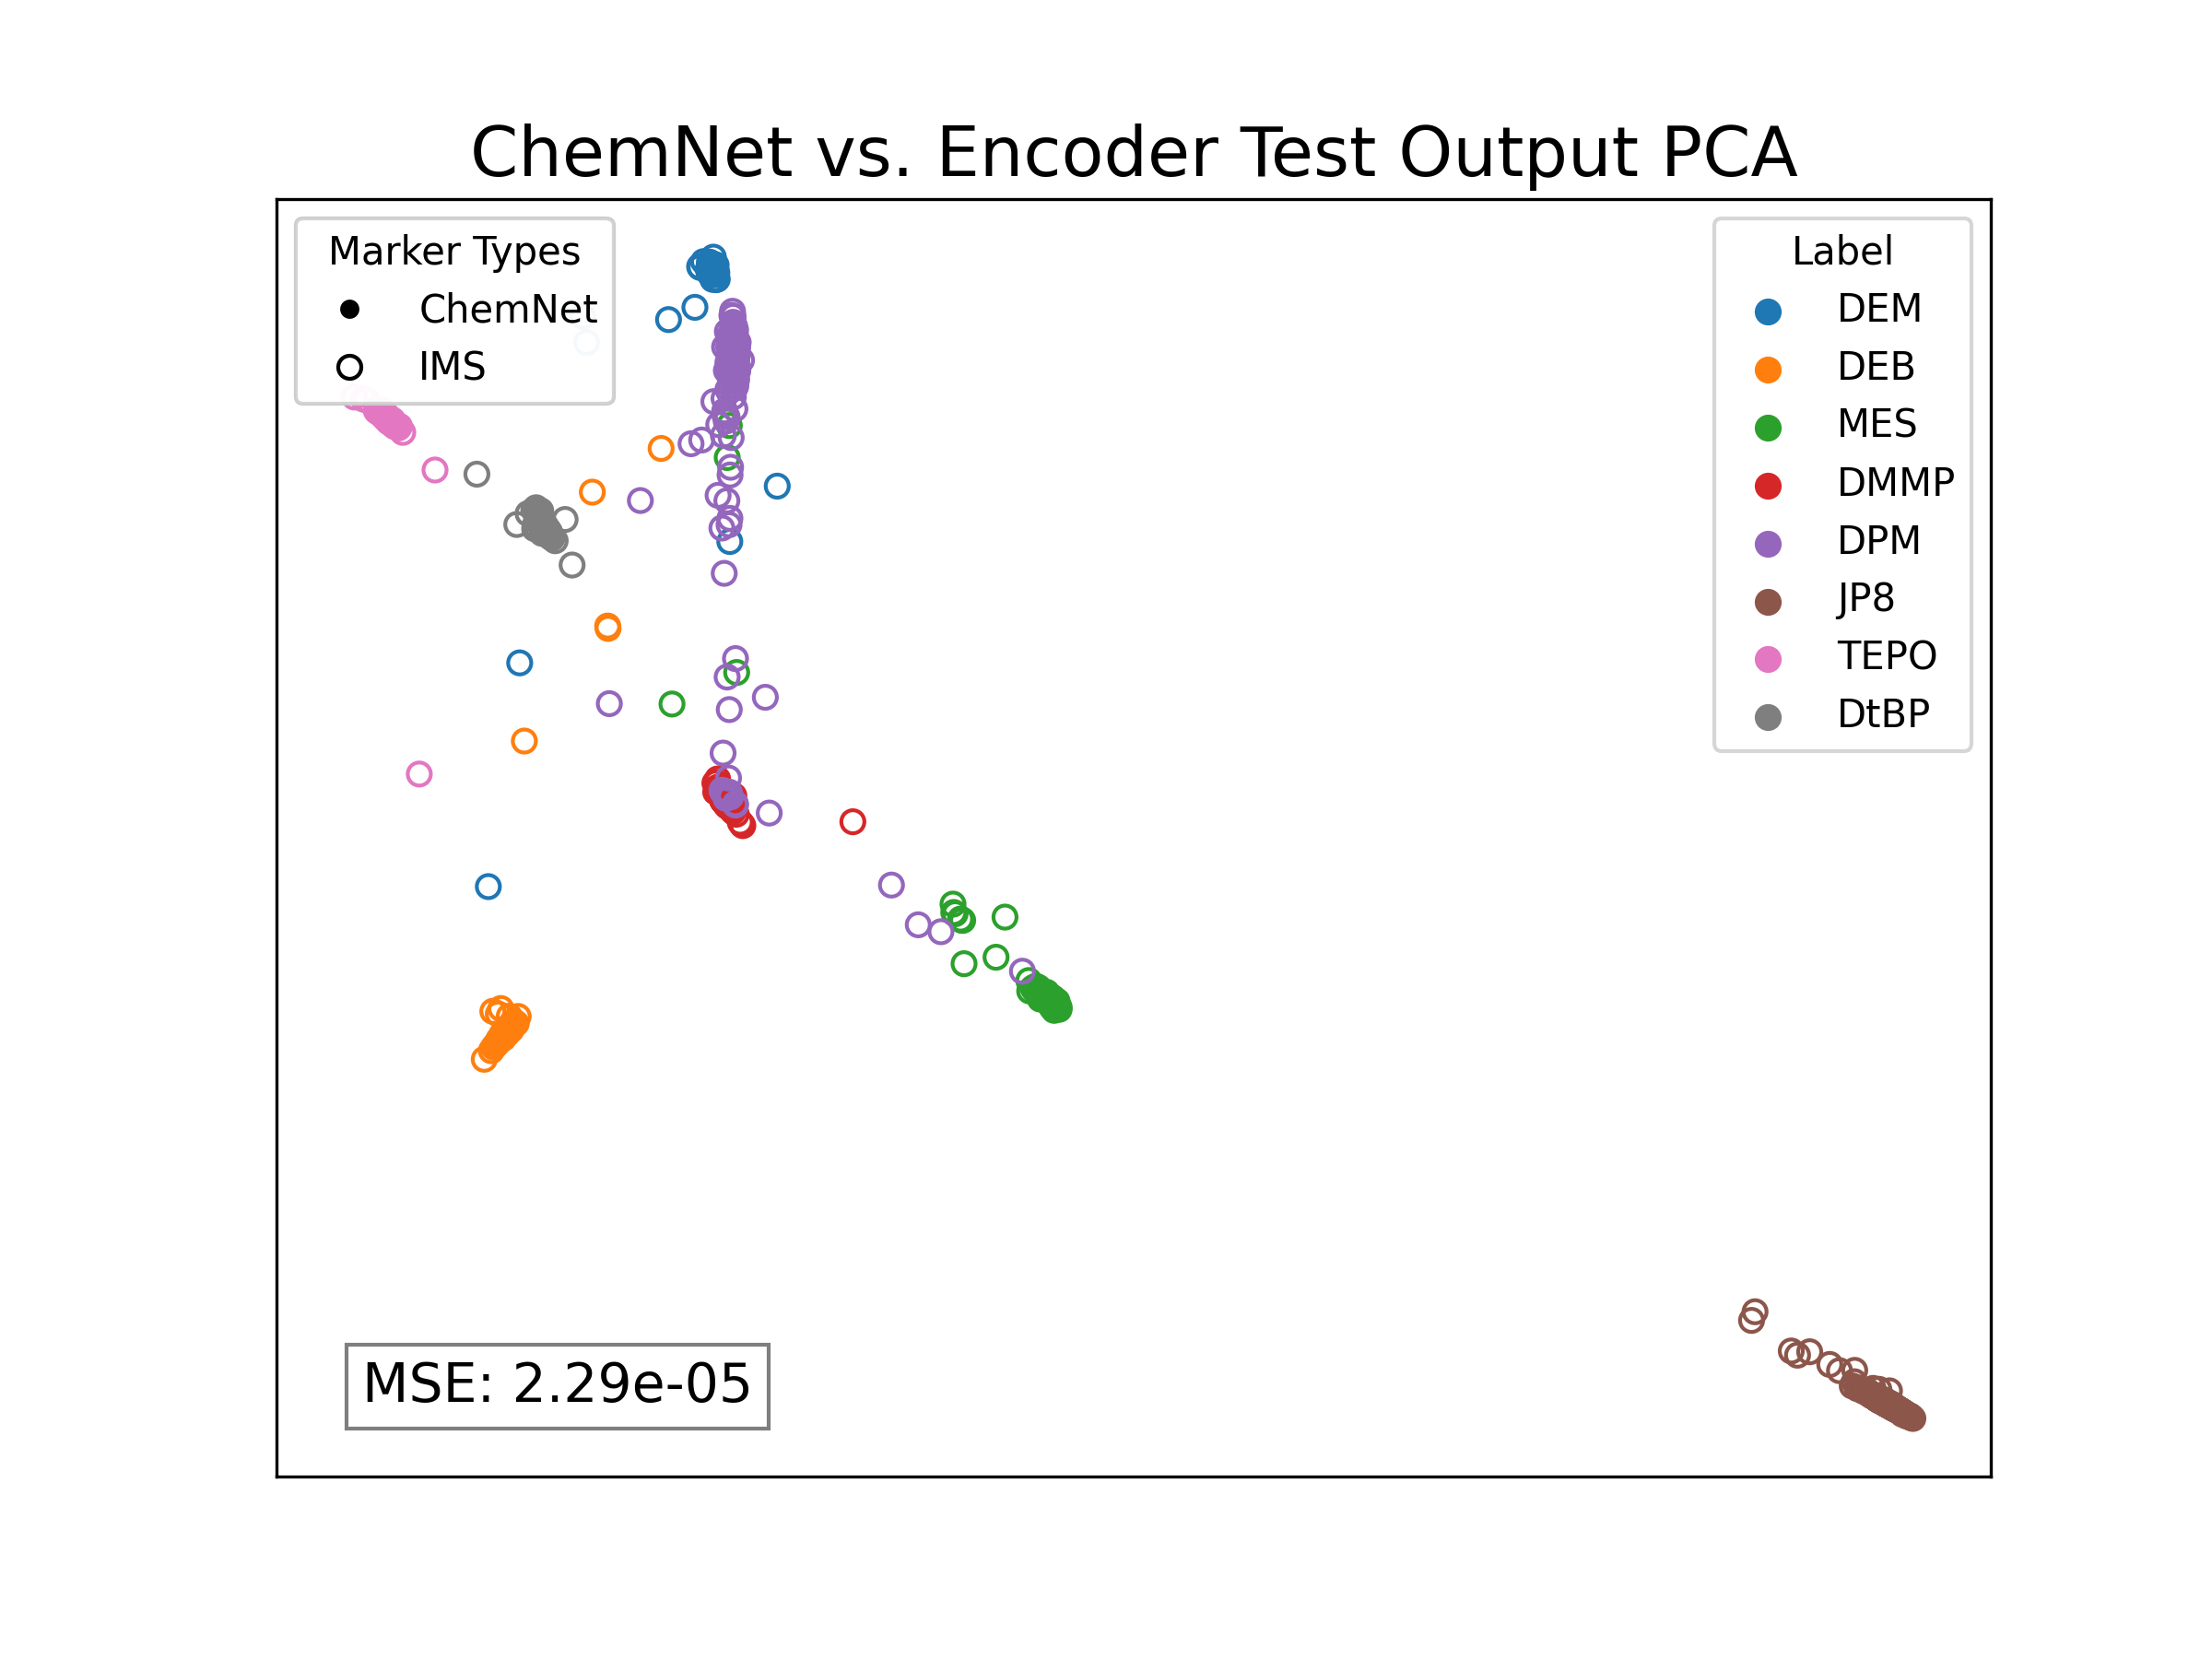 ChemNet vs. Encoder Test Output PCA
Marker Types
ChemNet
IMS
Label
DEM
DEB
MES
DMMP
DPM
JP8
TEPO
DtBP
MSE: 2.29e-05